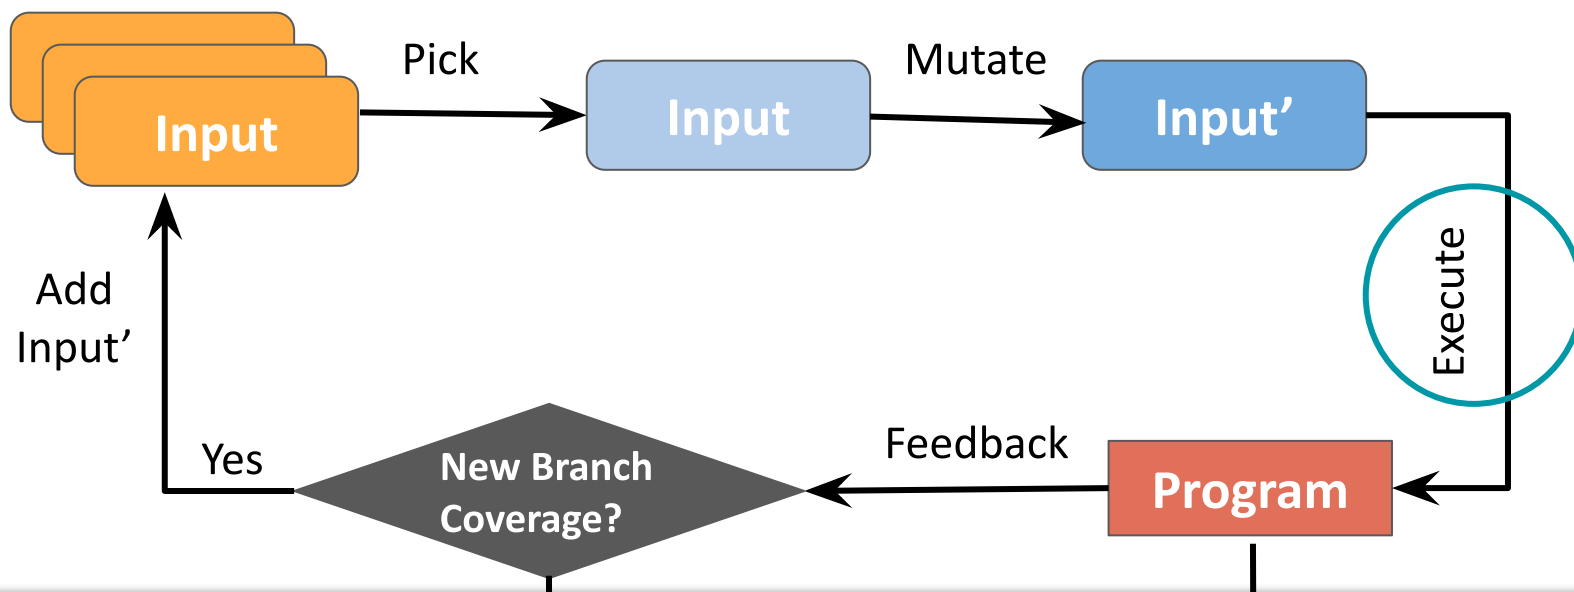 Pick
Mutate
Input
Input
Input’
Execute
Add
Input’
Yes
New Branch
Coverage?
Feedback
Program